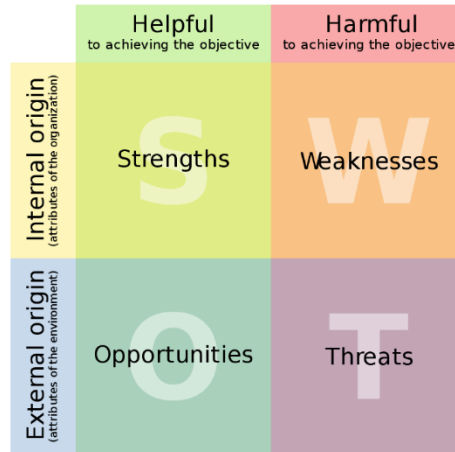 Helpful
to achieving the objective
Harmful
to achieving the objective
Internal origin
(attributes of the organization)
S
Strengths
W
Weaknesses
External origin
(attributes of the environment)
O
Opportunities
T
Threats